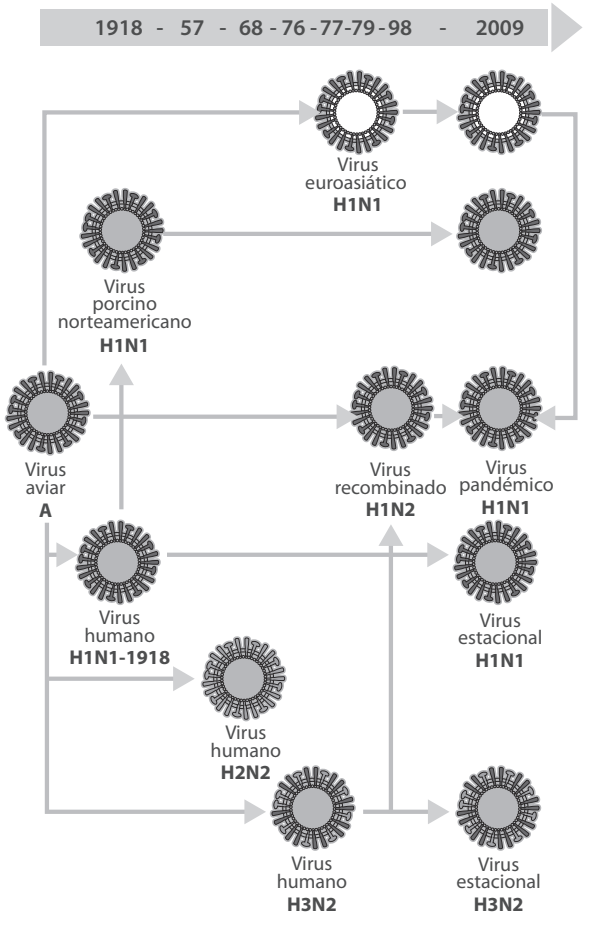 1918 - 57 - 68 - 76 - 77 - 79 - 98 - 2009
Virus
euroasiático
H1N1
Virus
porcino
norteamericano
H1N1
Virus
aviar
A
Virus
recombinado
H1N2
Virus
pandémico
H1N1
Virus
humano
H1N1-1918
Virus
estacional
H1N1
Virus
humano
H2N2
Virus
humano
H3N2
Virus
estacional
H3N2